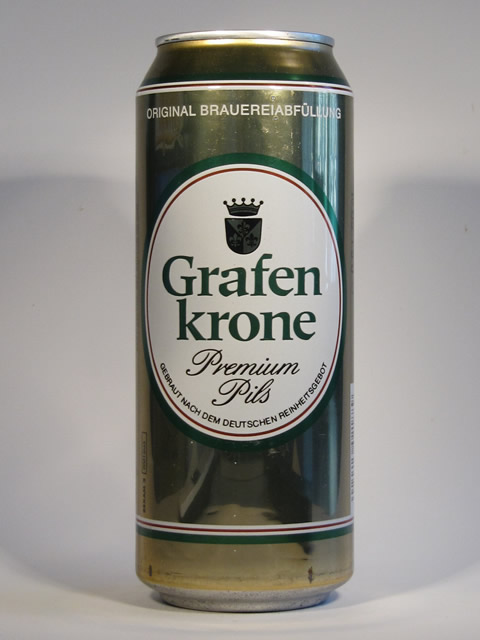 ORIGINAL BRAUEREIABFÜLLUNG
Grafen
krone
Premium
Pils
GEBRAUT NACH DEM DEUTSCHEN REINHEITSGEBOT